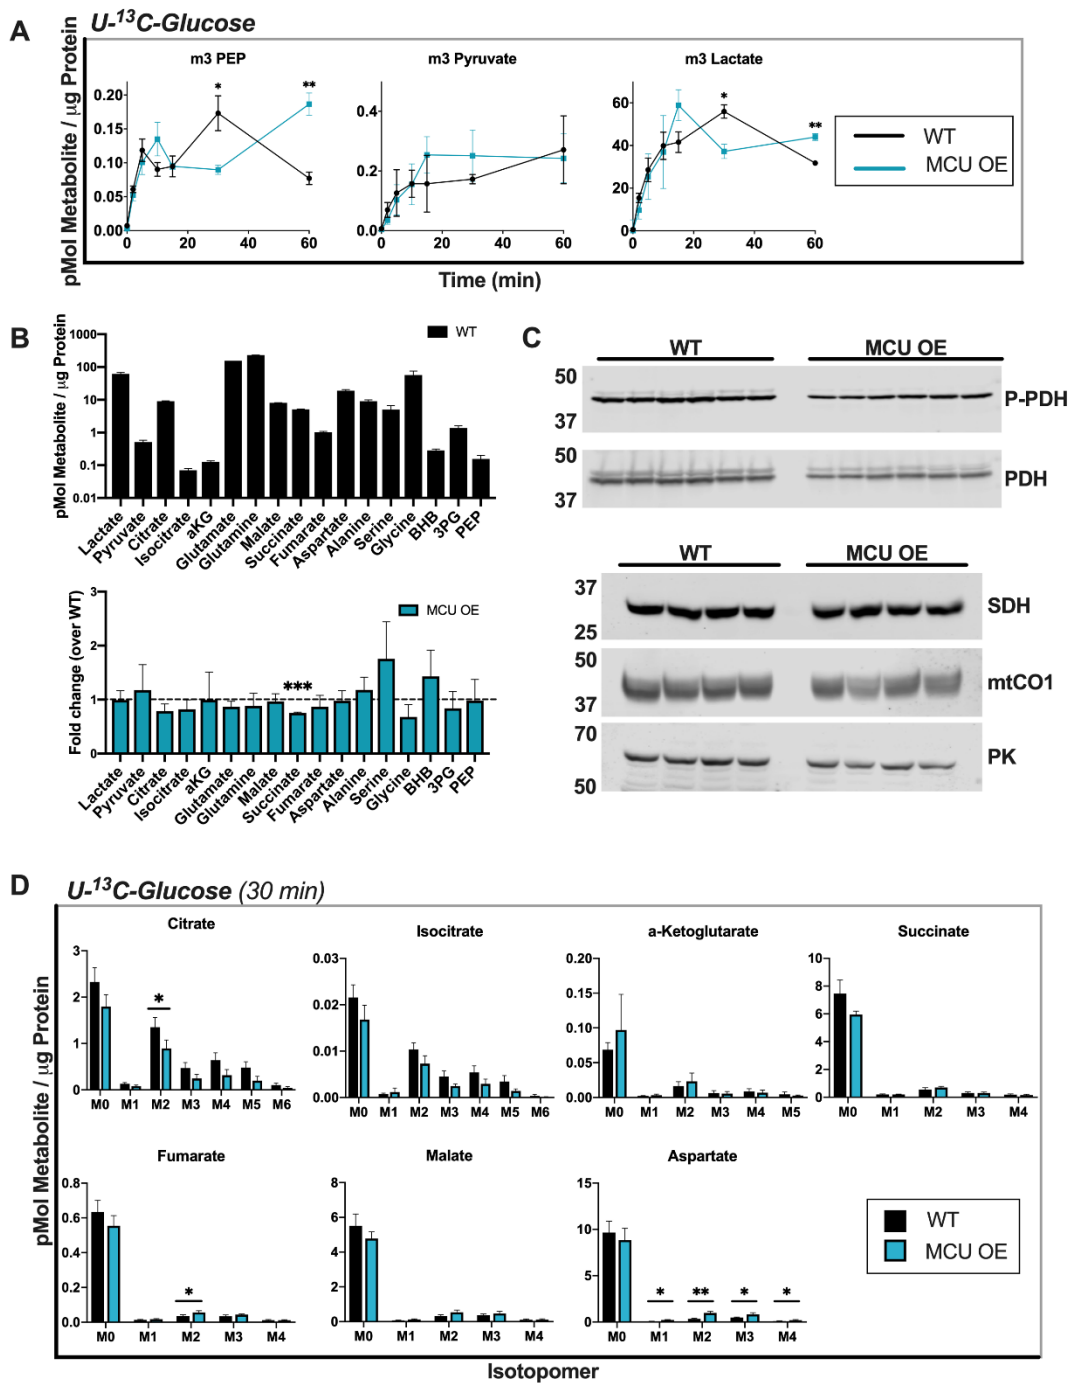 A
U-¹³C-Glucose
pMol Metabolite / µg Protein
m3 PEP
0.20
0.15
0.10
0.05
0.00
0 20 40 60
* **
m3 Pyruvate
0.4
0.2
0.0
0 20 40 60
m3 Lactate
60
40
20
0
0 20 40 60
* **
WT
MCU OE
Time (min)
B
pMol Metabolite / µg Protein
1000
100
10
1
0.1
0.01
WT
Lactate
Pyruvate
Citrate
Isocitrate
aKG
Glutamate
Glutamine
Malate
Succinate
Fumarate
Aspartate
Alanine
Serine
Glycine
BHB
3PG
PEP
Fold change (over WT)
3
2
1
0
MCU OE
***
Lactate
Pyruvate
Citrate
Isocitrate
aKG
Glutamate
Glutamine
Malate
Succinate
Fumarate
Aspartate
Alanine
Serine
Glycine
BHB
3PG
PEP
C
WT MCU OE
50
37
P-PDH
50
37
PDH
WT MCU OE
37
25
SDH
50
37
mtCO1
70
50
PK
D
U-¹³C-Glucose (30 min)
pMol Metabolite / µg Protein
Citrate
3
2
1
0
*
M0 M1 M2 M3 M4 M5 M6
Isocitrate
0.03
0.02
0.01
0.00
M0 M1 M2 M3 M4 M5 M6
a-Ketoglutarate
0.20
0.15
0.10
0.05
0.00
M0 M1 M2 M3 M4 M5
Succinate
10
8
6
4
2
0
M0 M1 M2 M3 M4
Fumarate
0.8
0.6
0.4
0.2
0.0
*
M0 M1 M2 M3 M4
Malate
8
6
4
2
0
M0 M1 M2 M3 M4
Aspartate
15
10
5
0
* ** * *
M0 M1 M2 M3 M4
WT
MCU OE
Isotopomer